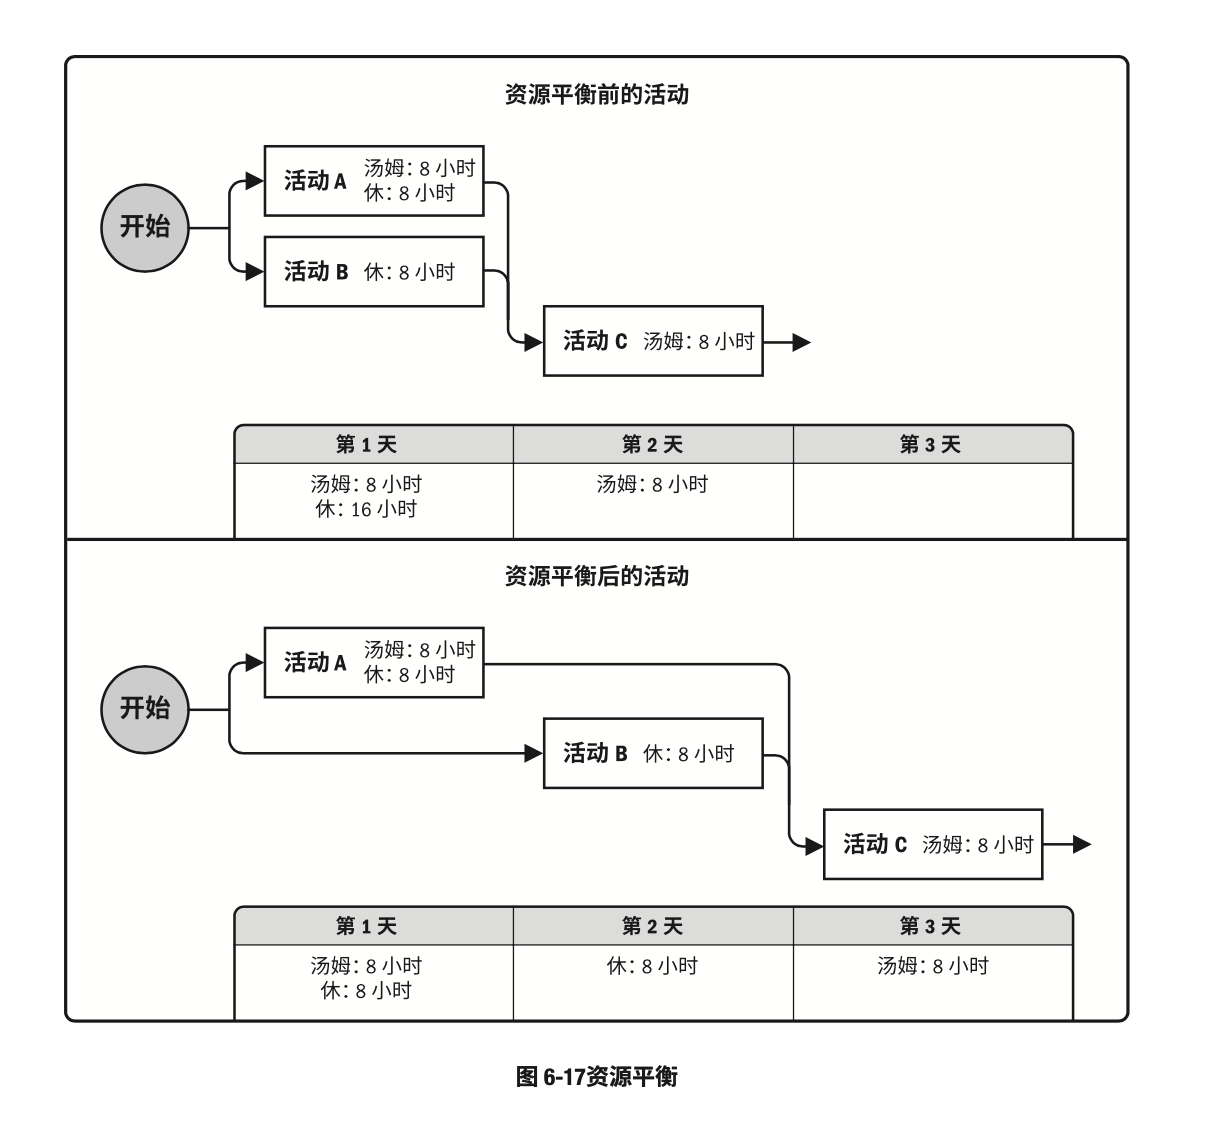 资源平衡前的活动
开始
活动 A
汤姆：8 小时
休：8 小时
活动 B 休：8 小时
活动 C 汤姆：8 小时
第 1 天 第 2 天 第 3 天
汤姆：8 小时 汤姆：8 小时
休：16 小时
资源平衡后的活动
开始
活动 A
汤姆：8 小时
休：8 小时
活动 B 休：8 小时
活动 C 汤姆：8 小时
第 1 天 第 2 天 第 3 天
汤姆：8 小时 休：8 小时 汤姆：8 小时
休：8 小时
图 6-17资源平衡